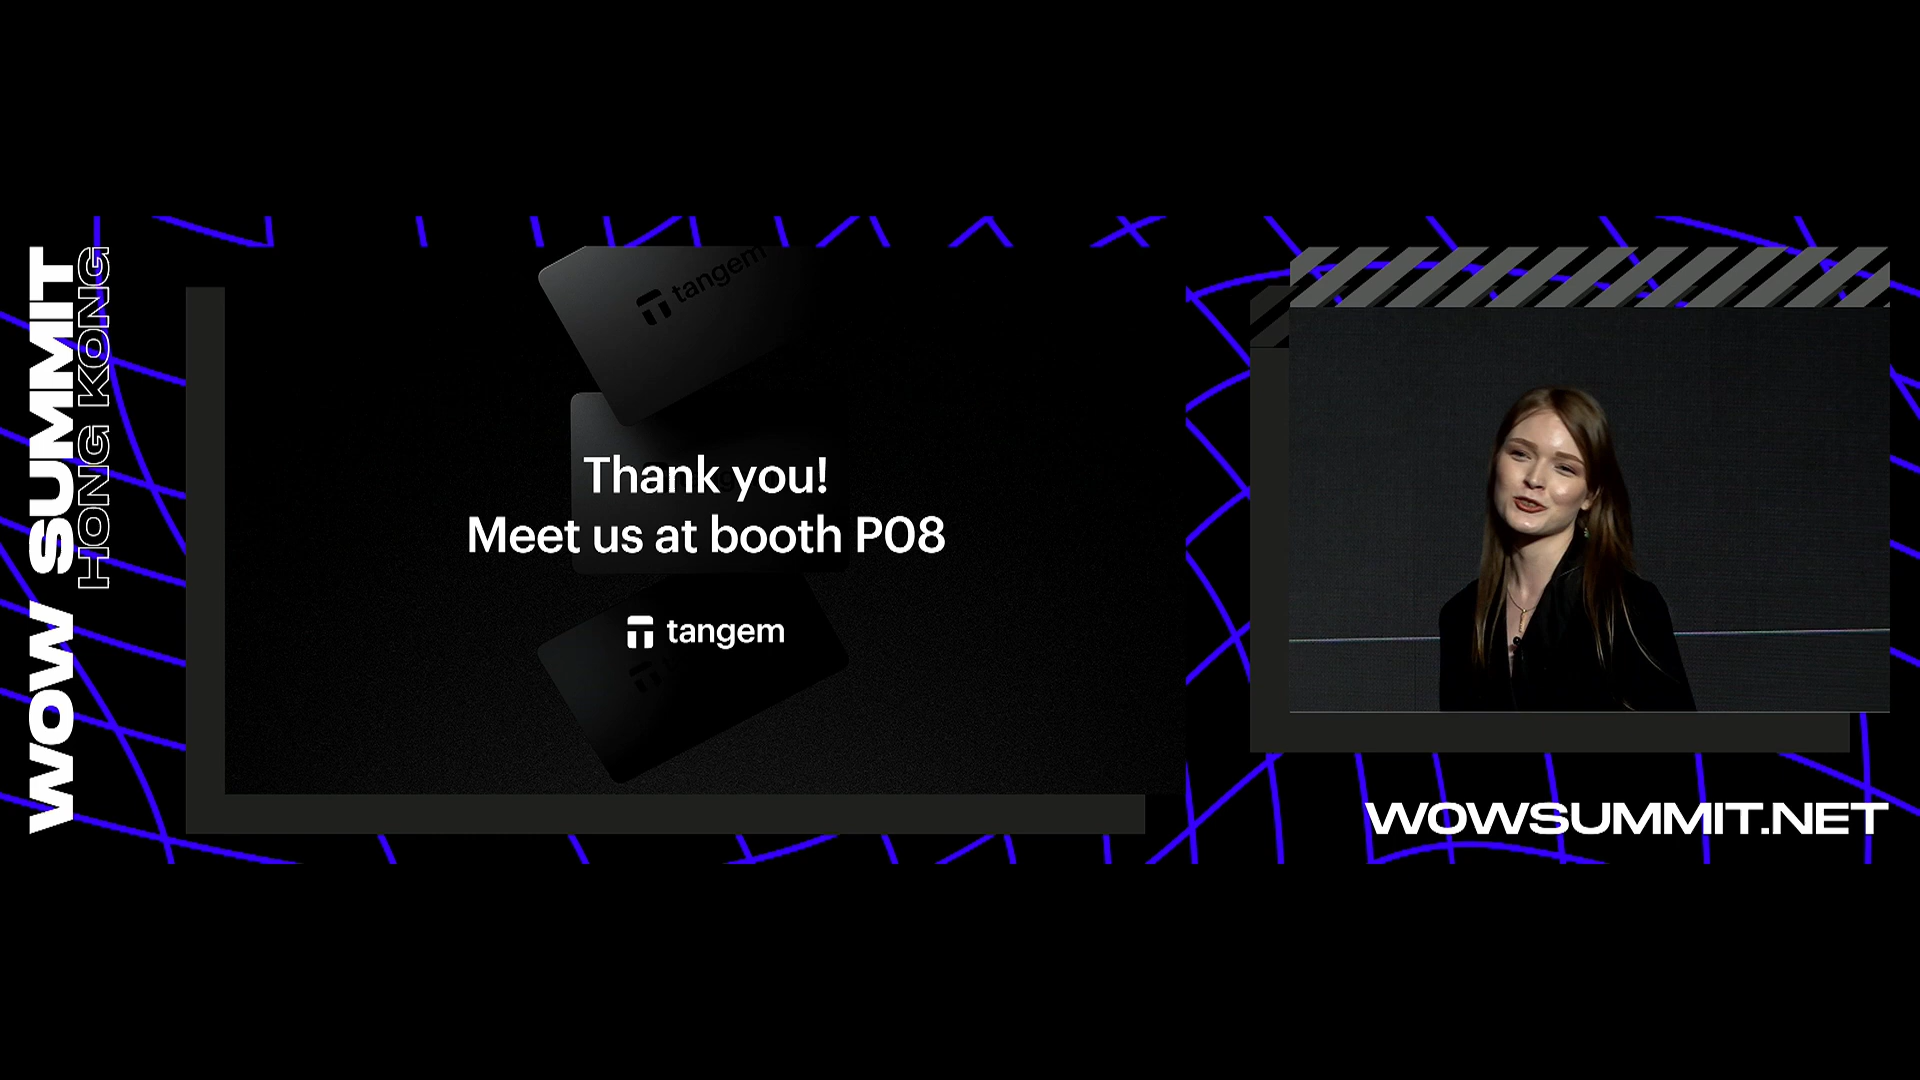 WOW SUMMIT
HONG KONG
tangem
Thank you!
Meet us at booth P08
tangem
WOWSUMMIT.NET